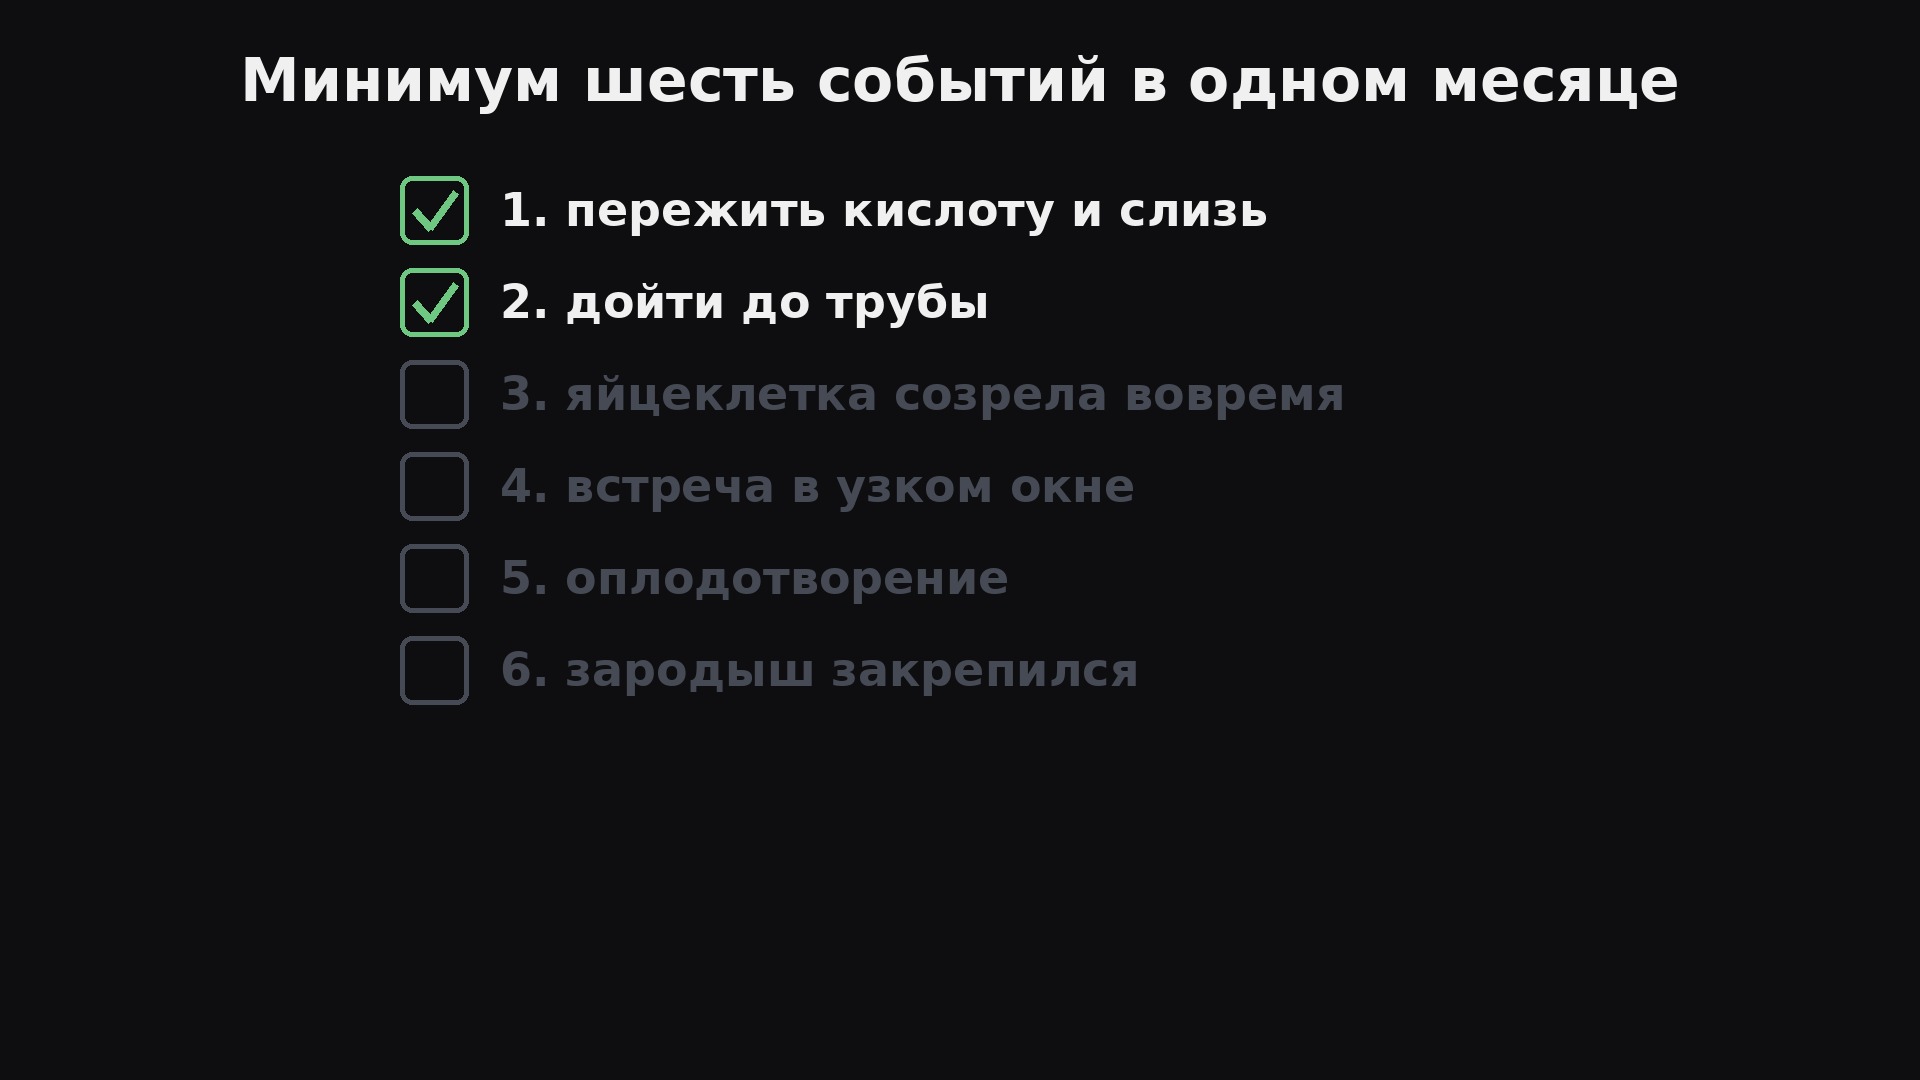 Минимум шесть событий в одном месяце
1. пережить кислоту и слизь
2. дойти до трубы
3. яйцеклетка созрела вовремя
4. встреча в узком окне
5. оплодотворение
6. зародыш закрепился